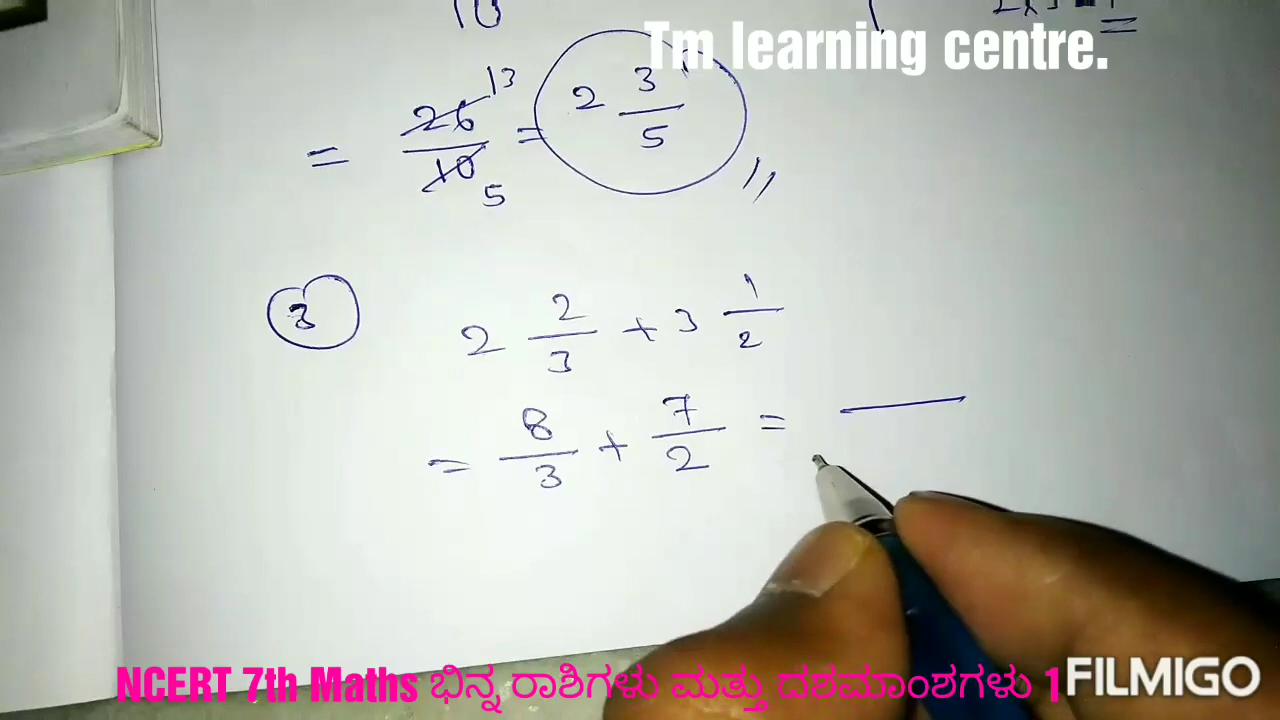 10
Tm learning centre.
= 26/10 13 5 = 2 3/5 //
3 2 2/3 + 3 1/2
= 8/3 + 7/2 =
NCERT 7th Maths ಭಿನ್ನ ರಾಶಿಗಳು ಮತ್ತು ದಶಮಾಂಶಗಳು 1
FILMIGO